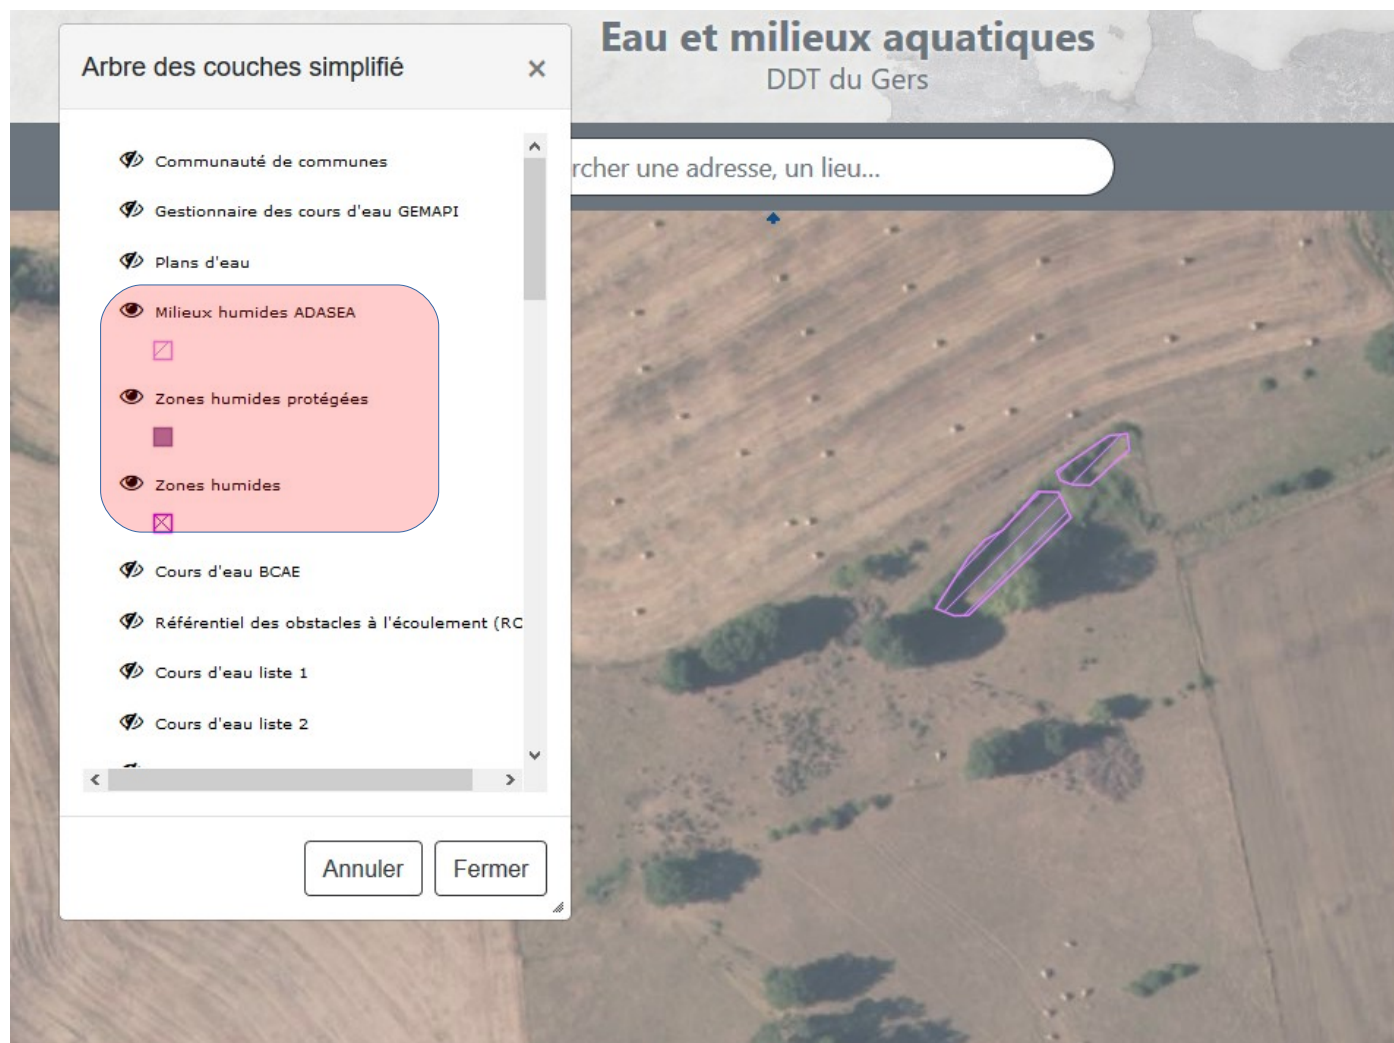 Eau et milieux aquatiques
DDT du Gers
Arbre des couches simplifié
×
rcher une adresse, un lieu...
Communauté de communes
Gestionnaire des cours d'eau GEMAPI
Plans d'eau
Milieux humides ADASEA
Zones humides protégées
Zones humides
Cours d'eau BCAE
Référentiel des obstacles à l'écoulement (RO
Cours d'eau liste 1
Cours d'eau liste 2
Annuler
Fermer